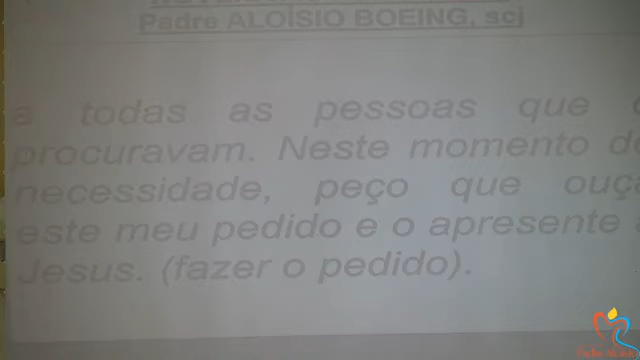 Padre ALOÍSIO BOEING, scj
a todas as pessoas que
procuravam. Neste momento de
necessidade, peço que ouça
este meu pedido e o apresente a
Jesus. (fazer o pedido).